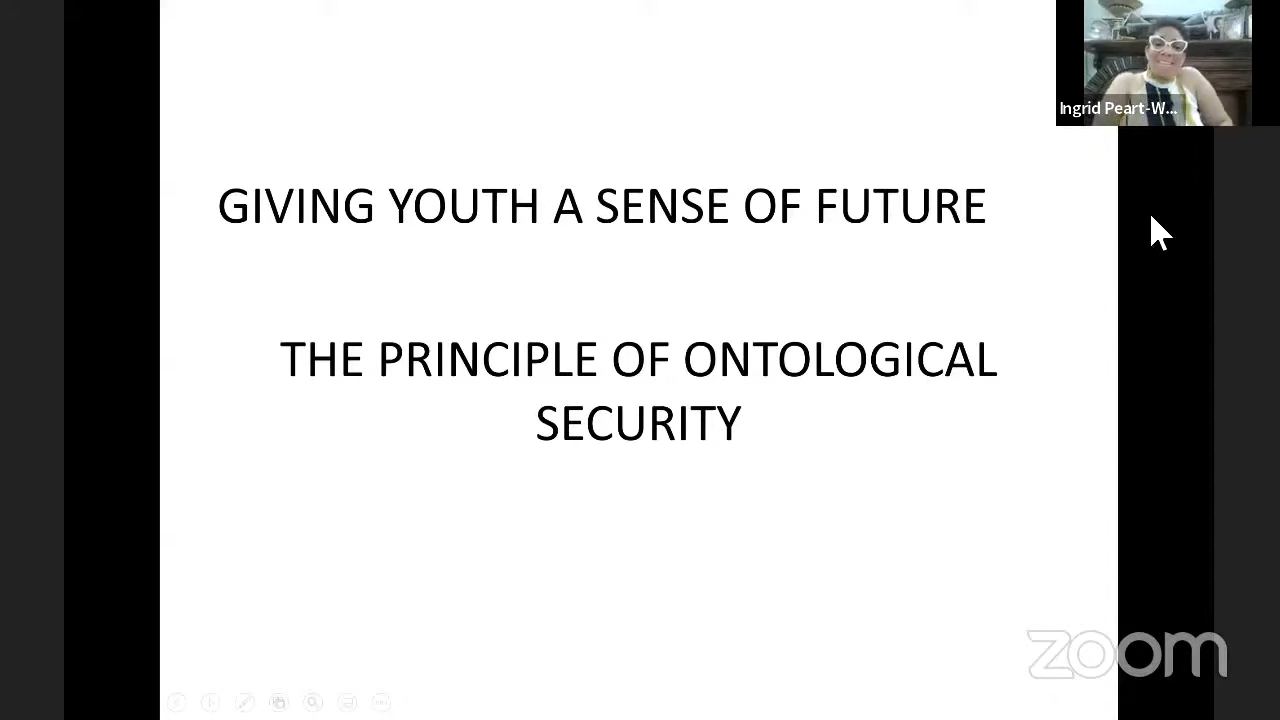 Ingrid Peart-W...
GIVING YOUTH A SENSE OF FUTURE
THE PRINCIPLE OF ONTOLOGICAL
SECURITY
zoom